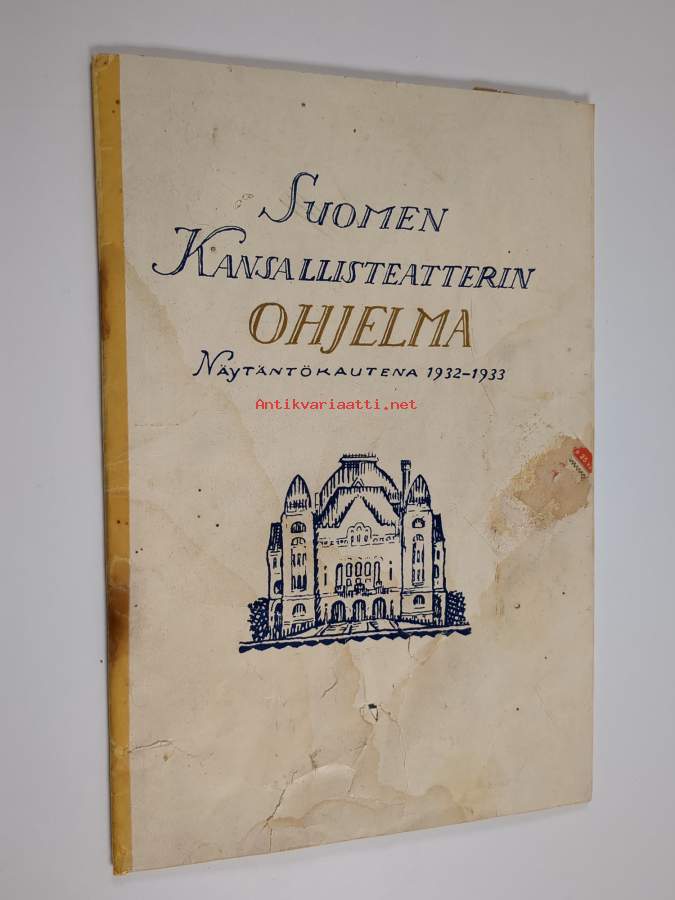 SUOMEN
KANSALLISTEATTERIN
OHJELMA
NÄYTÄNTÖKAUTENA 1932–1933
Antikvariaatti.net